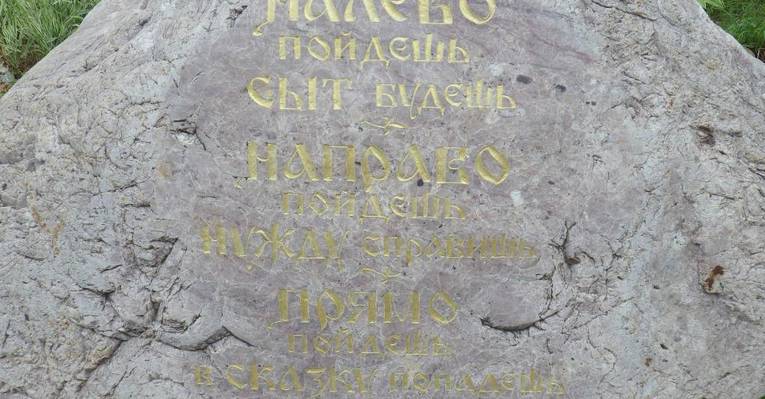 НАЛЕВО
ПОЙДЕШЬ
СЫТ БУДЕШЬ
НАПРАВО
ПОЙДЕШЬ
НУЖДУ СПРАВИШЬ
ПРЯМО
ПОЙДЕШЬ
В СКАЗКУ ПОПАДЕШЬ